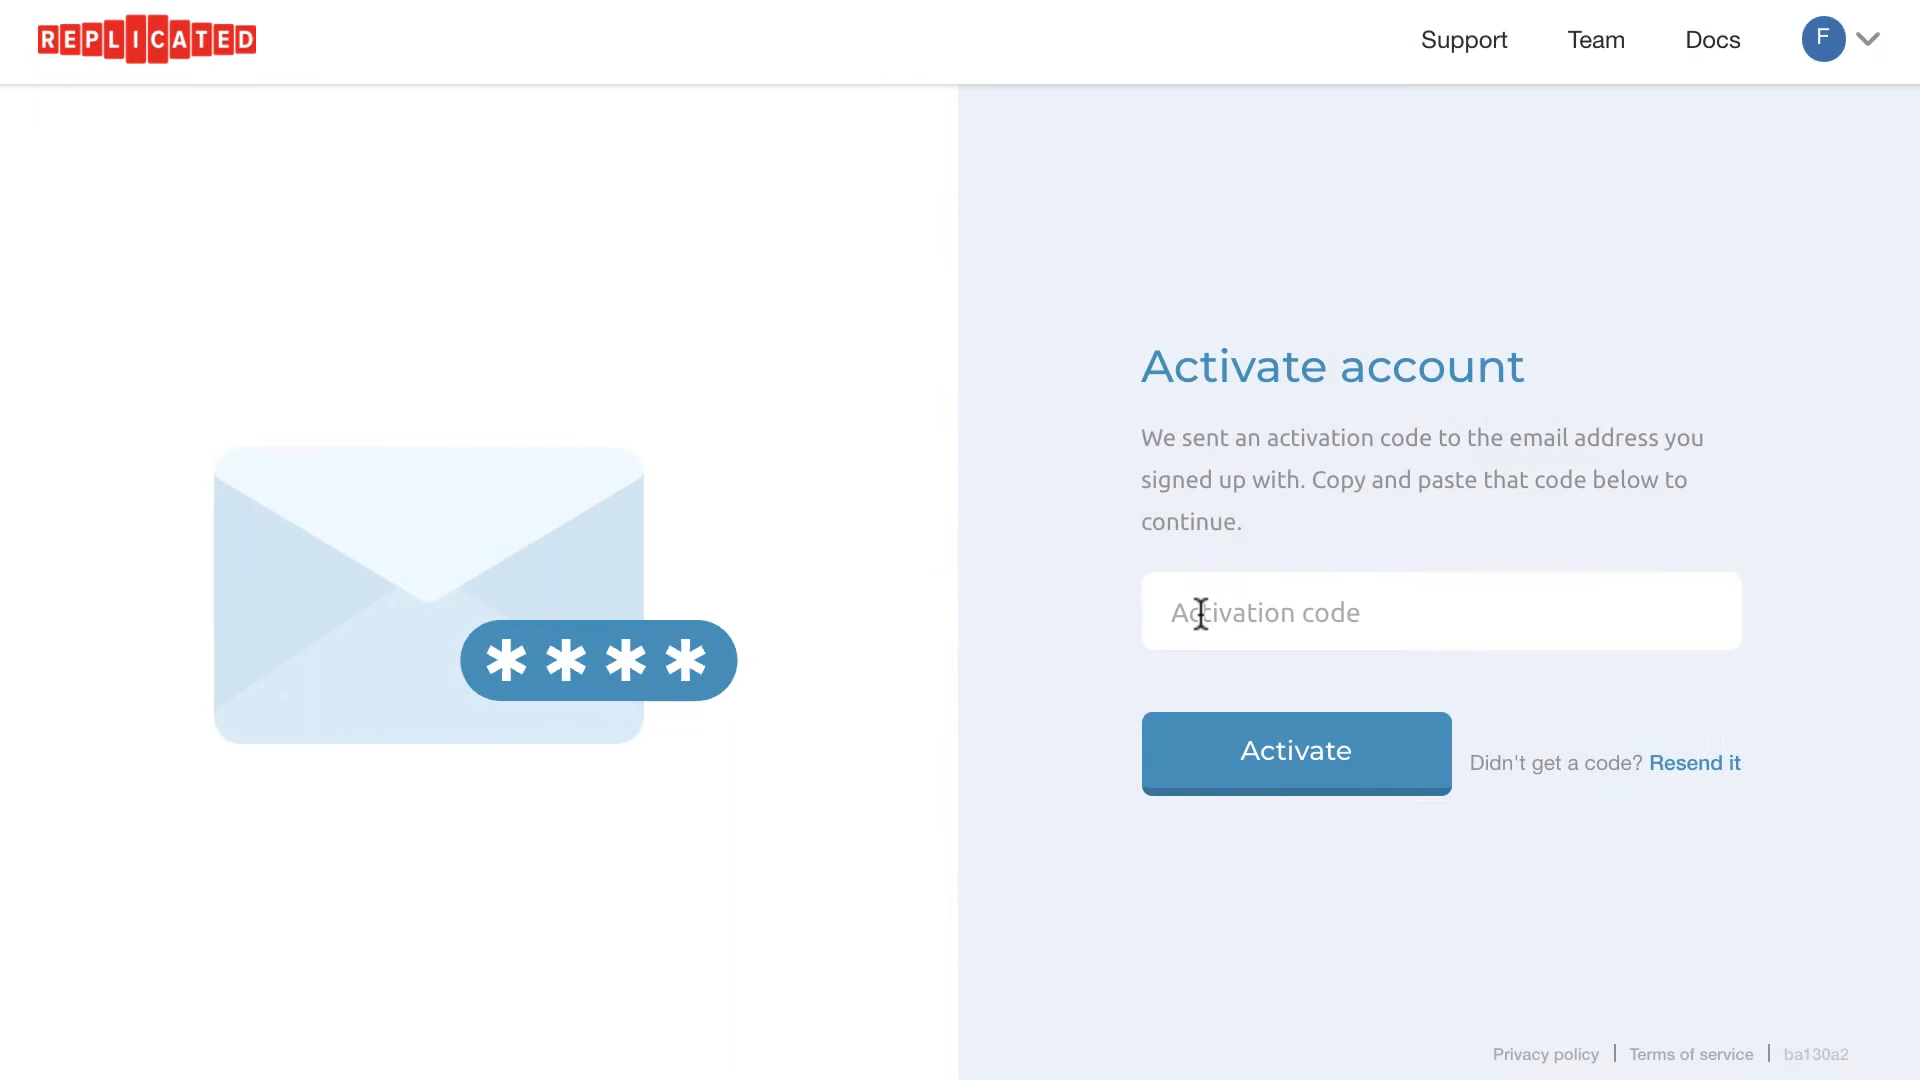 REPLICATED
Support
Team
Docs
F
Activate account
We sent an activation code to the email address you
signed up with. Copy and paste that code below to
continue.
Activation code
****
Activate
Didn't get a code? Resend it
Privacy policy | Terms of service | ba130a2